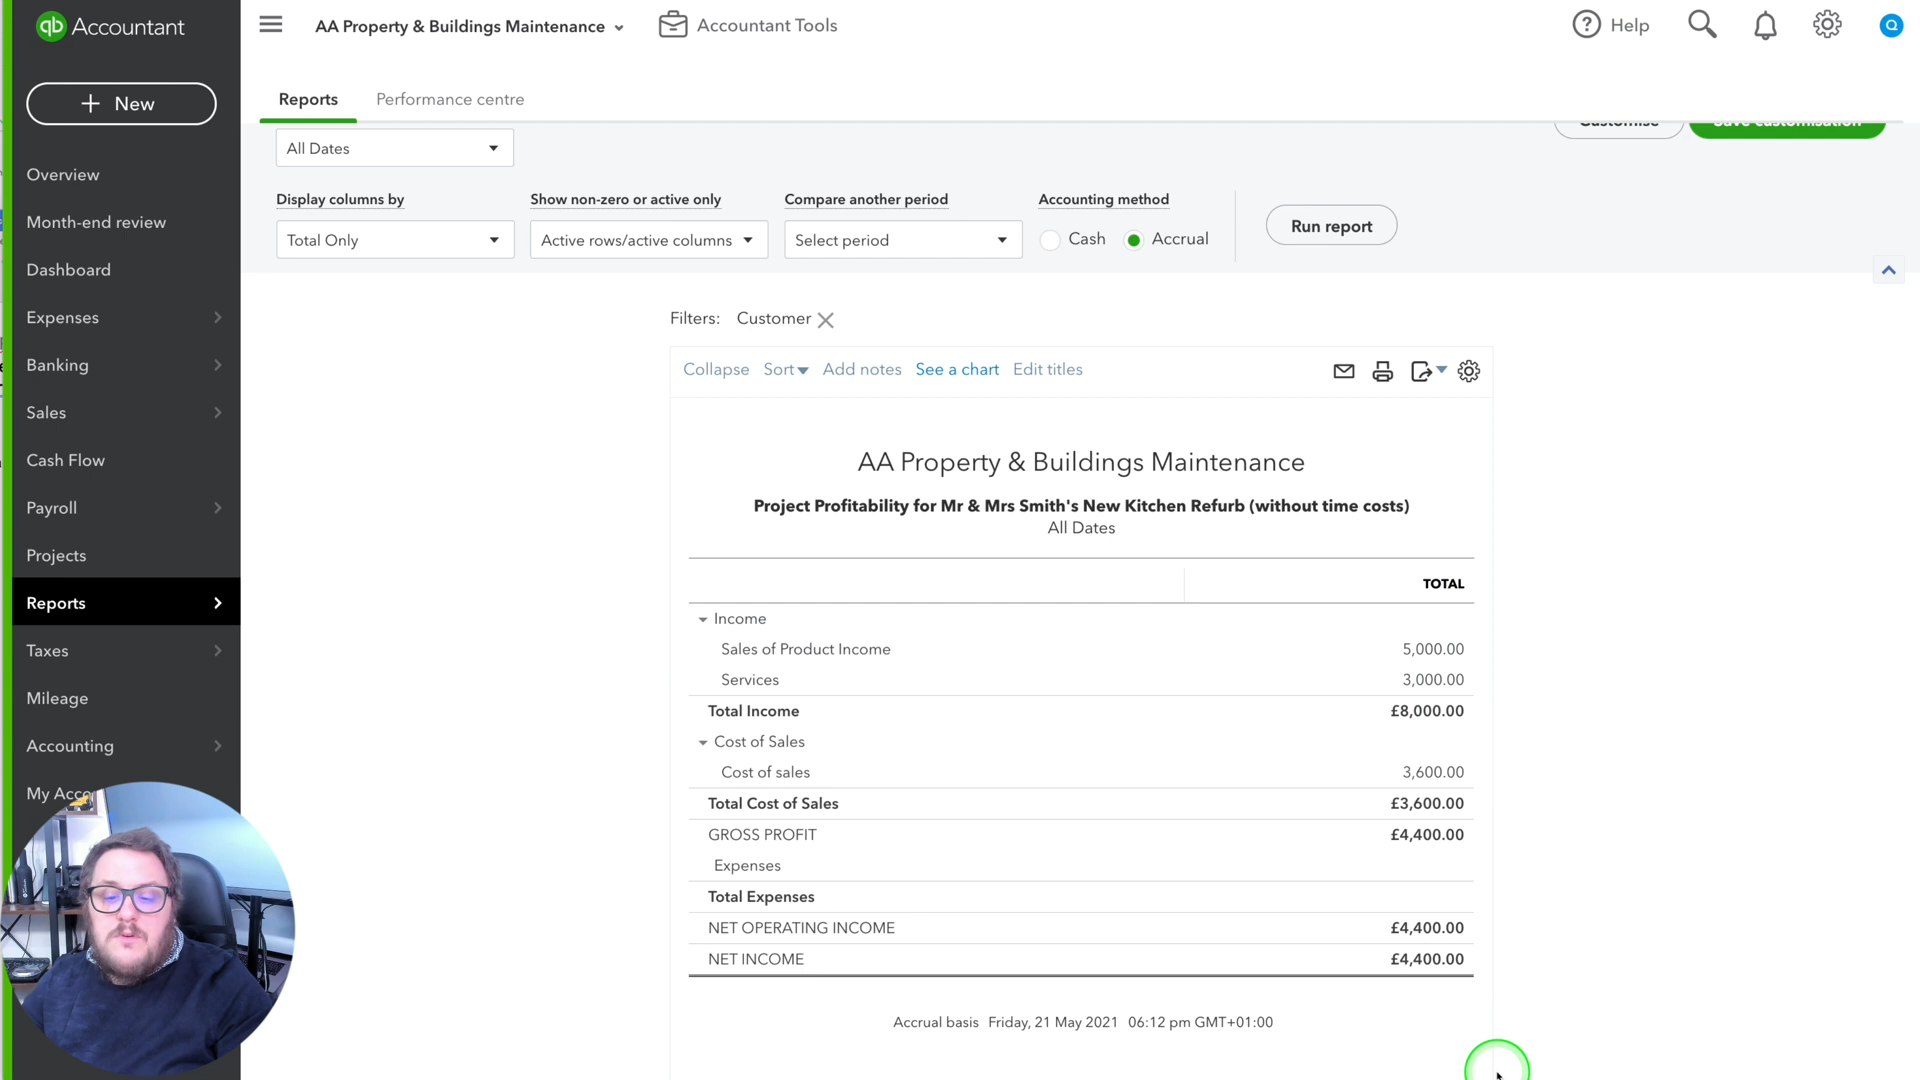 qb Accountant
AA Property & Buildings Maintenance
Accountant Tools
Help
Q
New
Reports
Performance centre
Customise
Save customisation
All Dates
Display columns by
Show non-zero or active only
Compare another period
Accounting method
Total Only
Active rows/active columns
Select period
Cash
Accrual
Run report
Overview
Month-end review
Dashboard
Expenses
Banking
Sales
Cash Flow
Payroll
Projects
Reports
Taxes
Mileage
Accounting
My Acco
Filters: Customer
Collapse Sort Add notes See a chart Edit titles
AA Property & Buildings Maintenance
Project Profitability for Mr & Mrs Smith's New Kitchen Refurb (without time costs)
All Dates
TOTAL
Income
Sales of Product Income 5,000.00
Services 3,000.00
Total Income £8,000.00
Cost of Sales
Cost of sales 3,600.00
Total Cost of Sales £3,600.00
GROSS PROFIT £4,400.00
Expenses
Total Expenses
NET OPERATING INCOME £4,400.00
NET INCOME £4,400.00
Accrual basis Friday, 21 May 2021 06:12 pm GMT+01:00